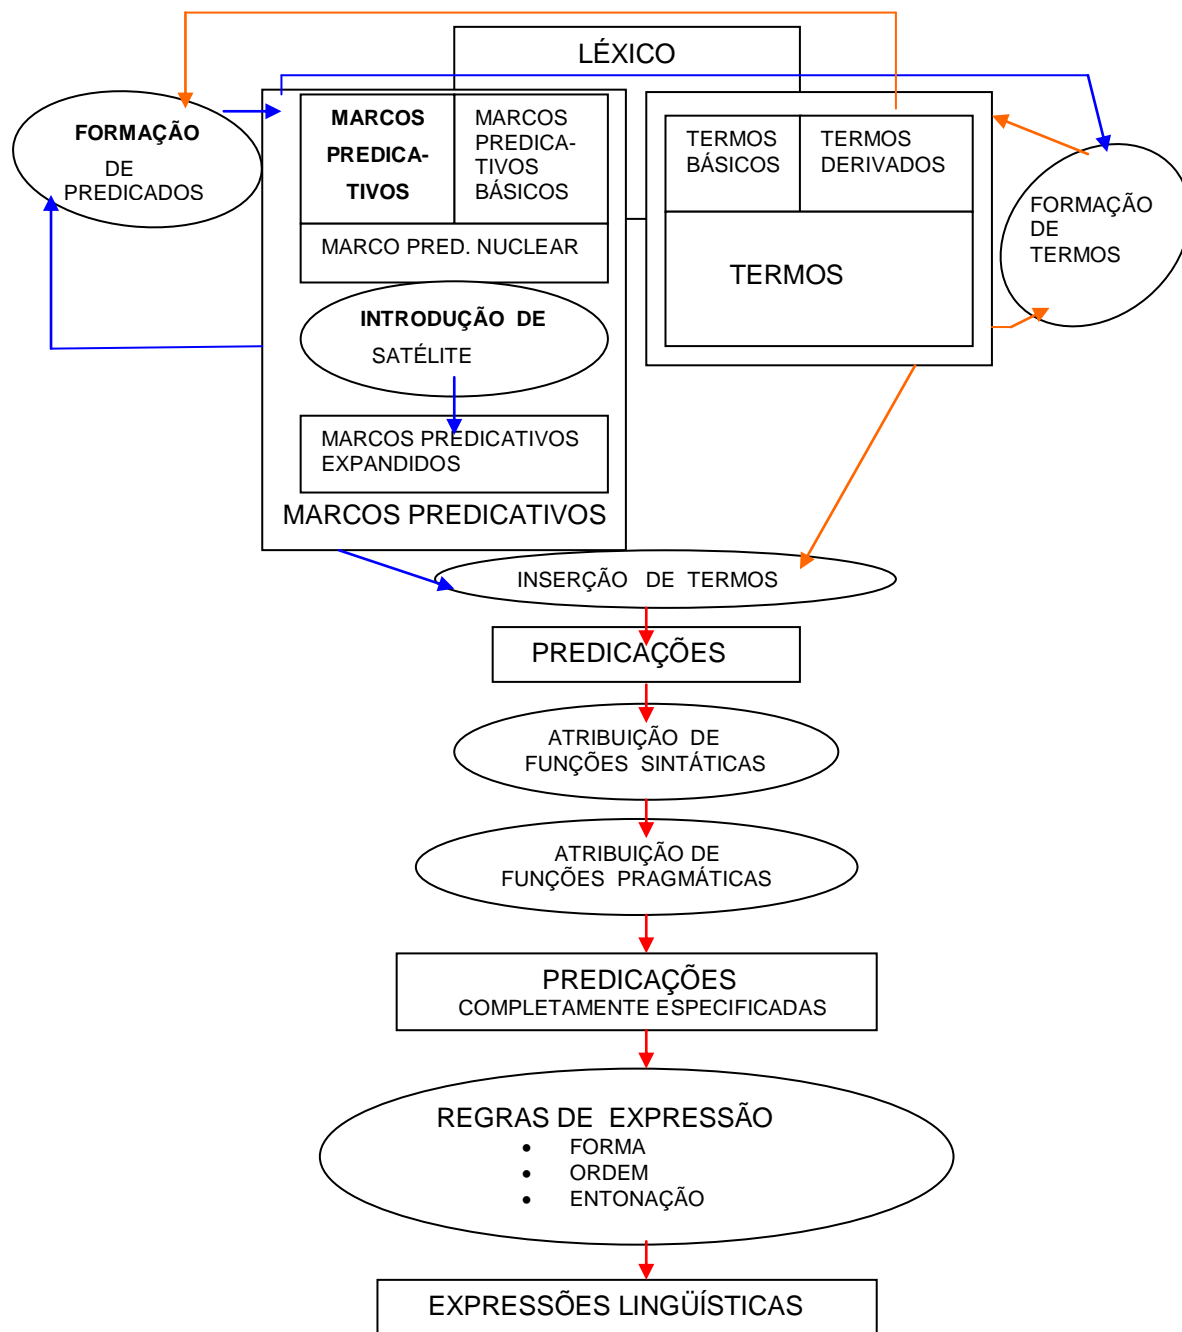 LÉXICO
FORMAÇÃO
DE
PREDICADOS
MARCOS
PREDICA-
TIVOS
MARCOS
PREDICA-
TIVOS
BÁSICOS
MARCO PRED. NUCLEAR
INTRODUÇÃO DE
SATÉLITE
MARCOS PREDICATIVOS
EXPANDIDOS
MARCOS PREDICATIVOS
TERMOS
BÁSICOS
TERMOS
DERIVADOS
TERMOS
FORMAÇÃO
DE
TERMOS
INSERÇÃO DE TERMOS
PREDICAÇÕES
ATRIBUIÇÃO DE
FUNÇÕES SINTÁTICAS
ATRIBUIÇÃO DE
FUNÇÕES PRAGMÁTICAS
PREDICAÇÕES
COMPLETAMENTE ESPECIFICADAS
REGRAS DE EXPRESSÃO
• FORMA
• ORDEM
• ENTONAÇÃO
EXPRESSÕES LINGÜÍSTICAS